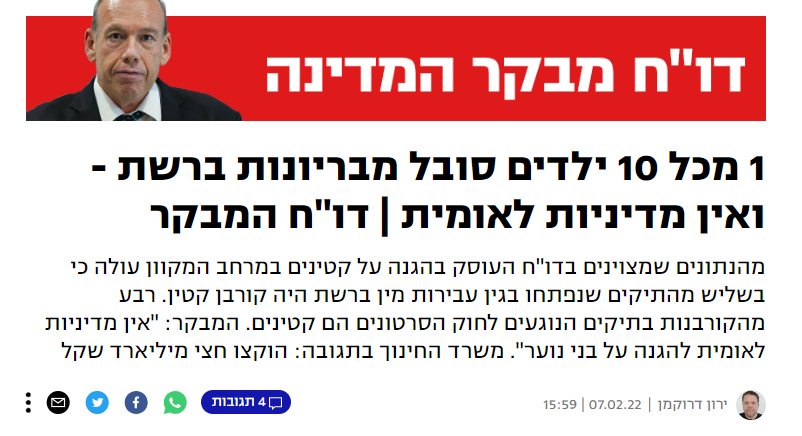 דו"ח מבקר המדינה
1 מכל 10 ילדים סובל מבריונות ברשת -
ואין מדיניות לאומית | דו"ח המבקר
מהנתונים שמצוינים בדו"ח העוסק בהגנה על קטינים במרחב המקוון עולה כי
בשליש מהתיקים שנפתחו בגין עבירות מין ברשת היה קורבן קטין. רבע
מהקורבנות בתיקים הנוגעים לחוק הסרטונים הם קטינים. המבקר: "אין מדיניות
לאומית להגנה על בני נוער". משרד החינוך בתגובה: הוקצו חצי מיליארד שקל
ירון דרוקמן | 07.02.22 | 15:59
4 תגובות